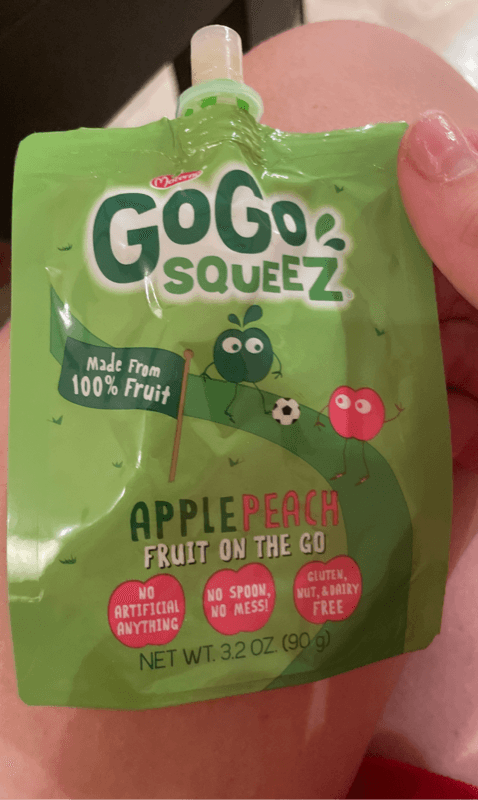 Materne
GoGo
SQUEEZ
Made From
100% Fruit
APPLEPEACH
FRUIT ON THE GO
NO
ARTIFICIAL
ANYTHING
NO SPOON,
NO MESS!
GLUTEN,
NUT, & DAIRY
FREE
NET WT. 3.2 OZ. (90 g)